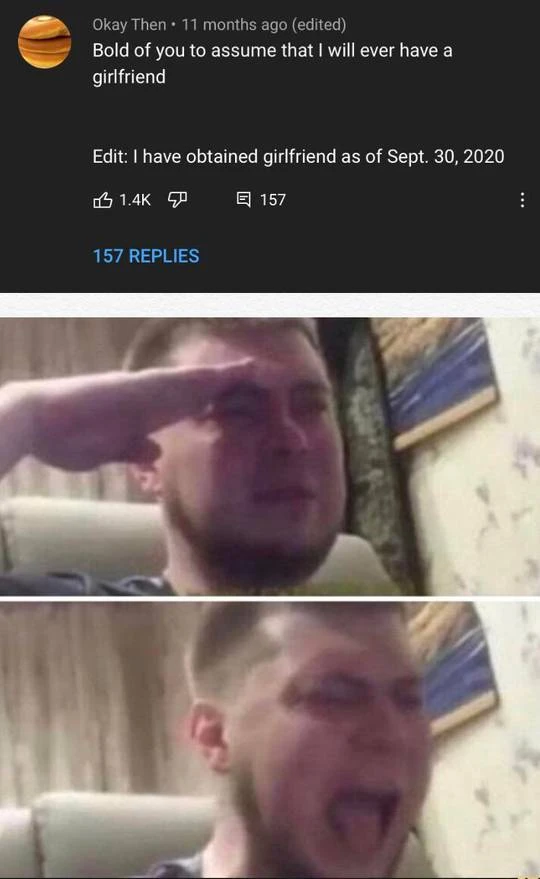 Okay Then • 11 months ago (edited)
Bold of you to assume that I will ever have a
girlfriend
Edit: I have obtained girlfriend as of Sept. 30, 2020
1.4K 157
157 REPLIES